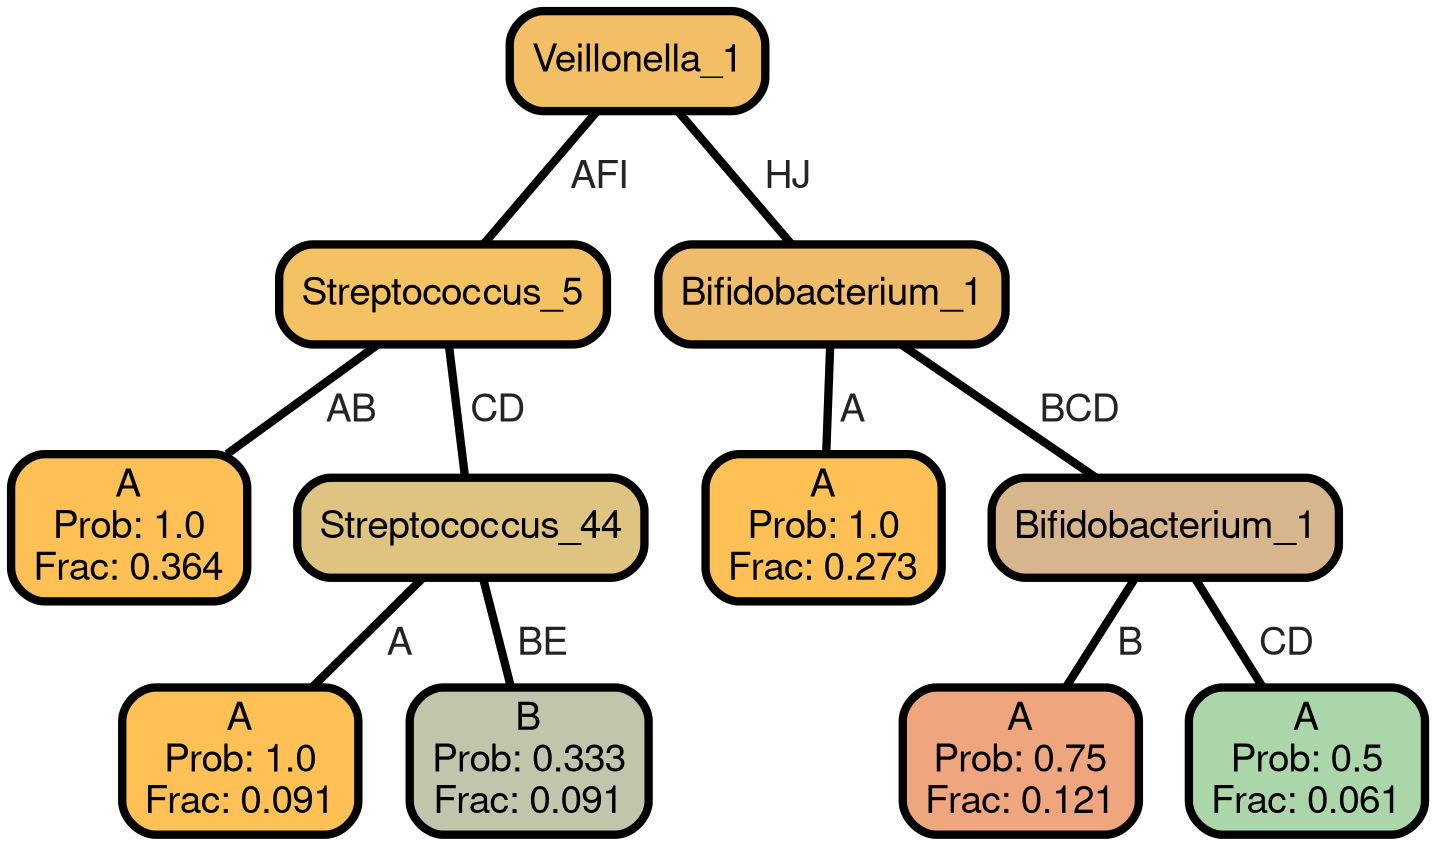 Veillonella_1
AFI
HJ
Streptococcus_5
Bifidobacterium_1
AB
CD
A
BCD
A
Prob: 1.0
Frac: 0.364
Streptococcus_44
A
Prob: 1.0
Frac: 0.273
Bifidobacterium_1
A
BE
B
CD
A
Prob: 1.0
Frac: 0.091
B
Prob: 0.333
Frac: 0.091
A
Prob: 0.75
Frac: 0.121
A
Prob: 0.5
Frac: 0.061